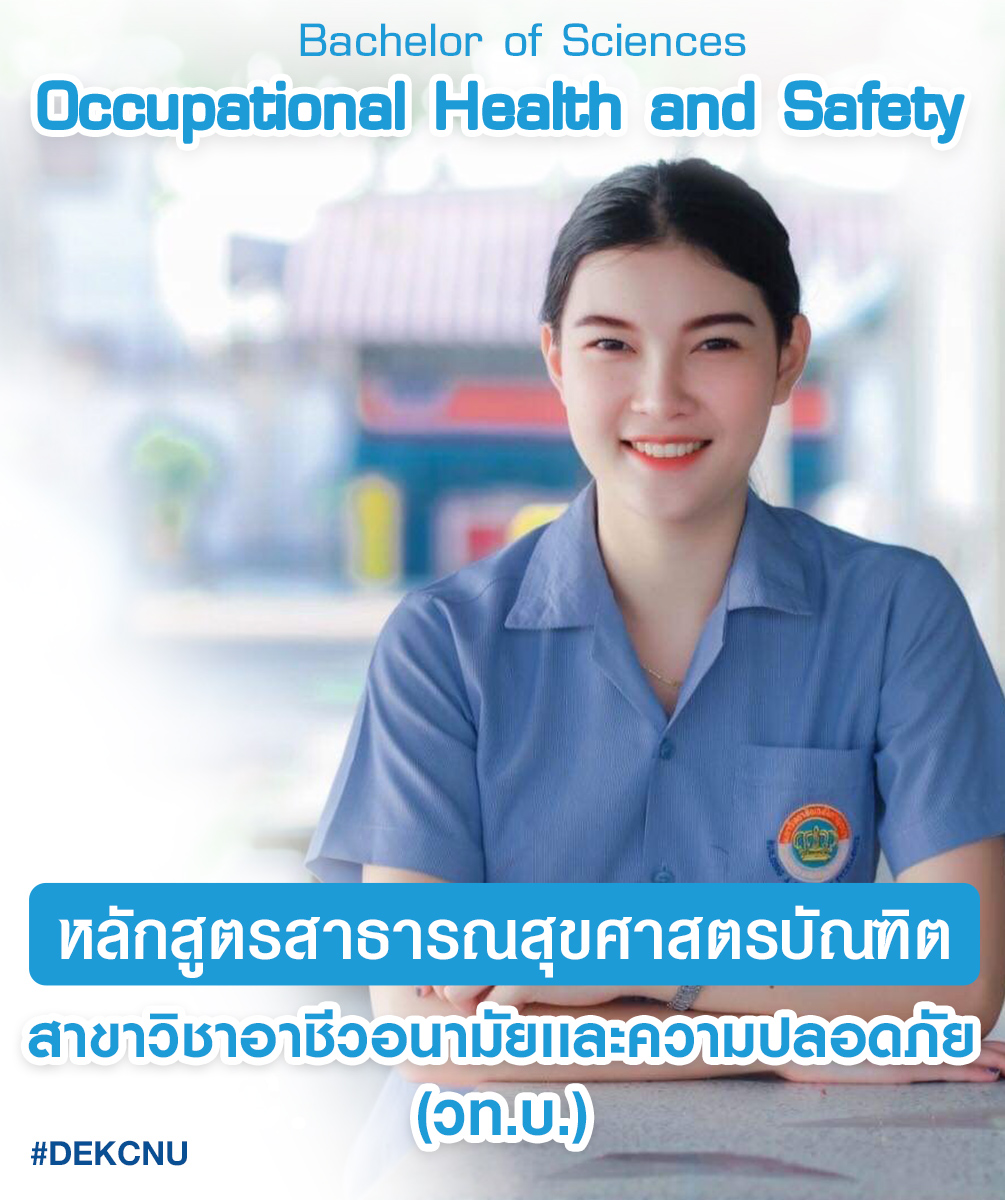 Bachelor of Sciences
Occupational Health and Safety
หลักสูตรสาธารณสุขศาสตรบัณฑิต
สาขาวิชาอาชีวอนามัยและความปลอดภัย
(วท.บ.)
#DEKCNU